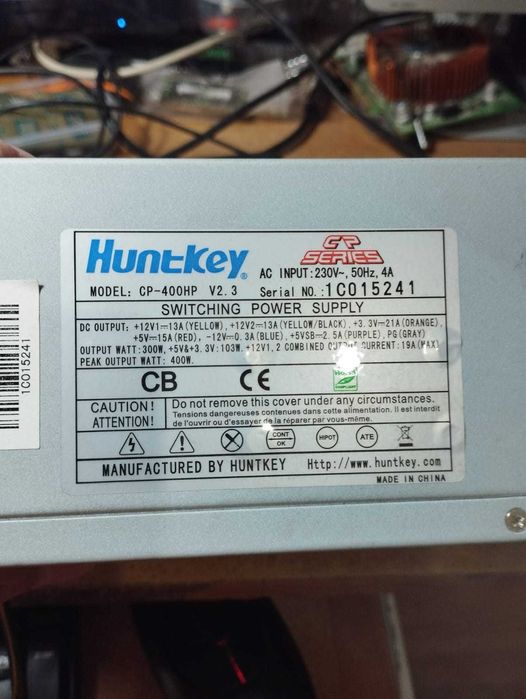 Huntkey®
CP
SERIES
AC INPUT:230V~, 50Hz, 4A
MODEL: CP-400HP V2.3
Serial NO.:1C015241
SWITCHING POWER SUPPLY
DC OUTPUT: +12V1⎓13A(YELLOW), +12V2⎓13A(YELLOW/BLACK), +3.3V⎓21A(ORANGE),
+5V⎓15A(RED), -12V⎓0.3A(BLUE), +5VSB⎓2.5A(PURPLE), PG(GRAY)
OUTPUT WATT:300W, +5V&+3.3V:103W, +12V1,2 COMBINED OUTPUT CURRENT:19A(MAX)
PEAK OUTPUT WATT: 400W.
CB CE
CAUTION!
ATTENTION!
Do not remove this cover under any circumstances.
Tensions dangereuses contenues dans cette alimentation. Il est interdit
de l'ouvrir ou d'essayer de la réparer par vous-même.
CONT
OK
HIPOT
ATE
MANUFACTURED BY HUNTKEY Http://www.huntkey.com
MADE IN CHINA
1C015241